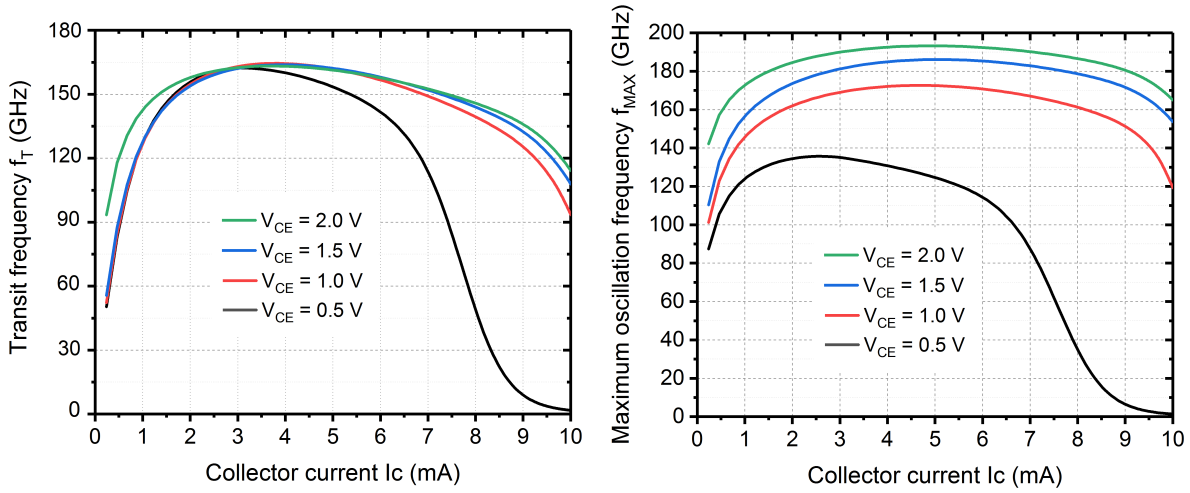 180
150
120
90
60
30
0
Transit frequency f_T (GHz)
V_CE = 2.0 V
V_CE = 1.5 V
V_CE = 1.0 V
V_CE = 0.5 V
0 1 2 3 4 5 6 7 8 9 10
Collector current Ic (mA)
200
180
160
140
120
100
80
60
40
20
0
Maximum oscillation frequency f_MAX (GHz)
V_CE = 2.0 V
V_CE = 1.5 V
V_CE = 1.0 V
V_CE = 0.5 V
0 1 2 3 4 5 6 7 8 9 10
Collector current Ic (mA)